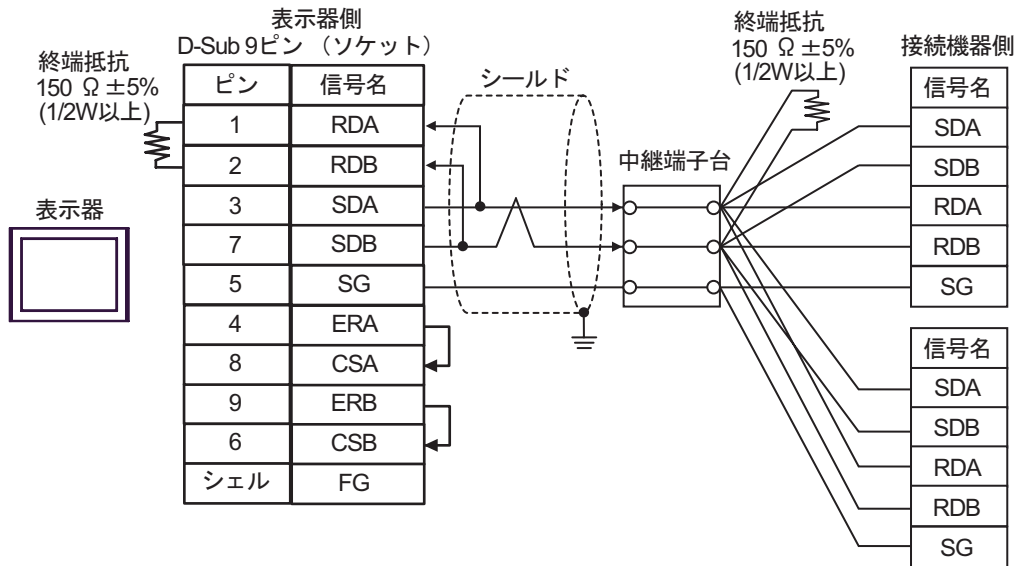 表示器側
D-Sub 9ピン （ソケット）
終端抵抗
150 Ω ±5%
(1/2W以上)
ピン 信号名
1 RDA
2 RDB
3 SDA
7 SDB
5 SG
4 ERA
8 CSA
9 ERB
6 CSB
シェル FG
表示器
シールド
中継端子台
終端抵抗
150 Ω ±5%
(1/2W以上)
接続機器側
信号名
SDA
SDB
RDA
RDB
SG
信号名
SDA
SDB
RDA
RDB
SG